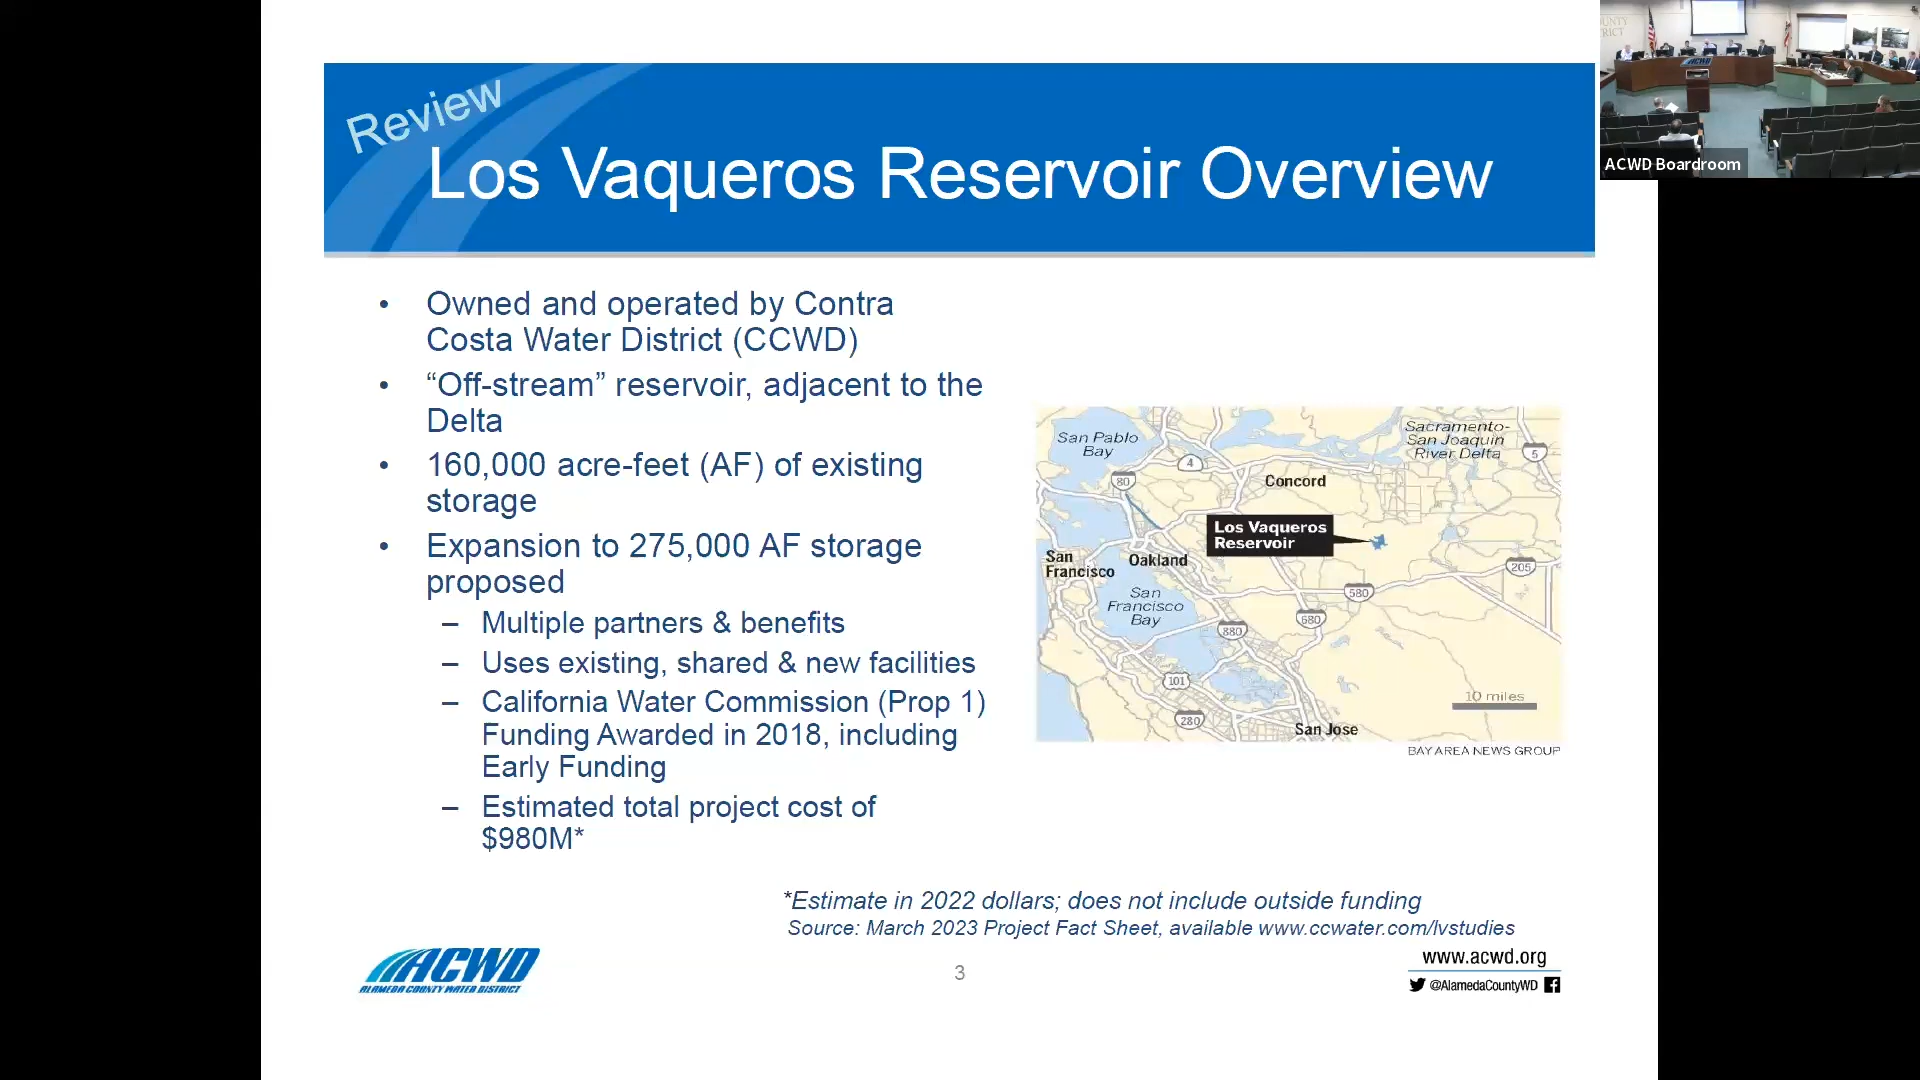 Review
Los Vaqueros Reservoir Overview
• Owned and operated by Contra
Costa Water District (CCWD)
• “Off-stream” reservoir, adjacent to the
Delta
• 160,000 acre-feet (AF) of existing
storage
• Expansion to 275,000 AF storage
proposed
– Multiple partners & benefits
– Uses existing, shared & new facilities
– California Water Commission (Prop 1)
Funding Awarded in 2018, including
Early Funding
– Estimated total project cost of
$980M*
San Pablo
Bay
Sacramento-
San Joaquin
River Delta
5
4
80
Concord
Los Vaqueros
Reservoir
San
Francisco
Oakland
205
San
Francisco
Bay
580
680
880
101
10 miles
280
San Jose
BAY AREA NEWS GROUP
*Estimate in 2022 dollars; does not include outside funding
Source: March 2023 Project Fact Sheet, available www.ccwater.com/lvstudies
ACWD
ALAMEDA COUNTY WATER DISTRICT
3
www.acwd.org
@AlamedaCountyWD
UNTY
RICT
ACWD
ACWD Boardroom